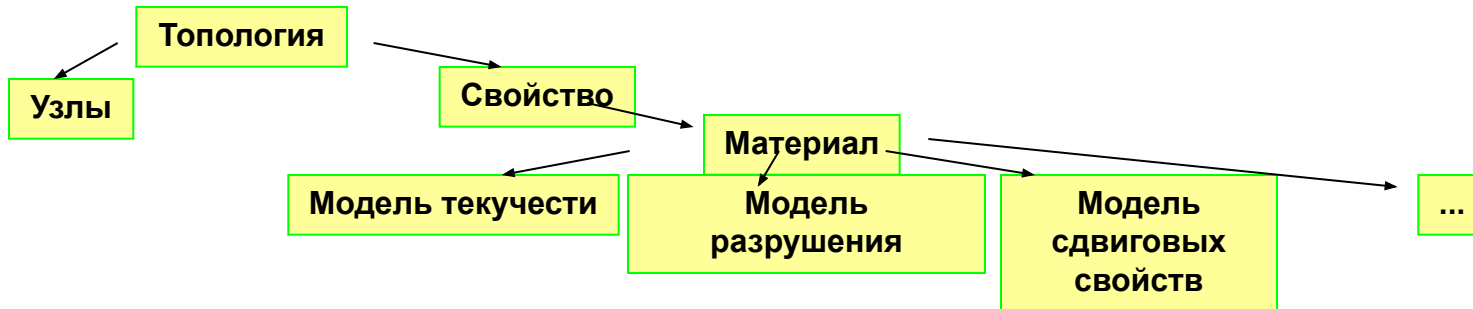 Топология
Узлы
Свойство
Материал
Модель текучести
Модель
разрушения
Модель
сдвиговых
свойств
...